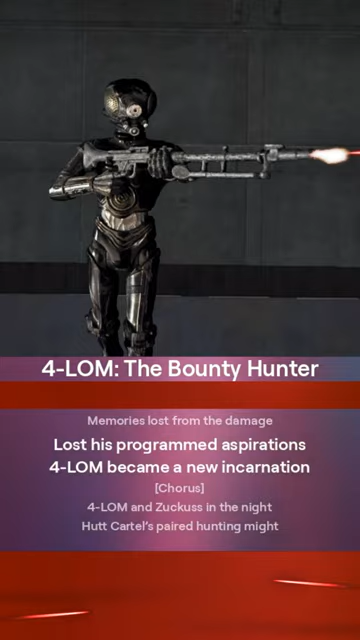 4-LOM: The Bounty Hunter
Memories lost from the damage
Lost his programmed aspirations
4-LOM became a new incarnation
[Chorus]
4-LOM and Zuckuss in the night
Hutt Cartel's paired hunting might